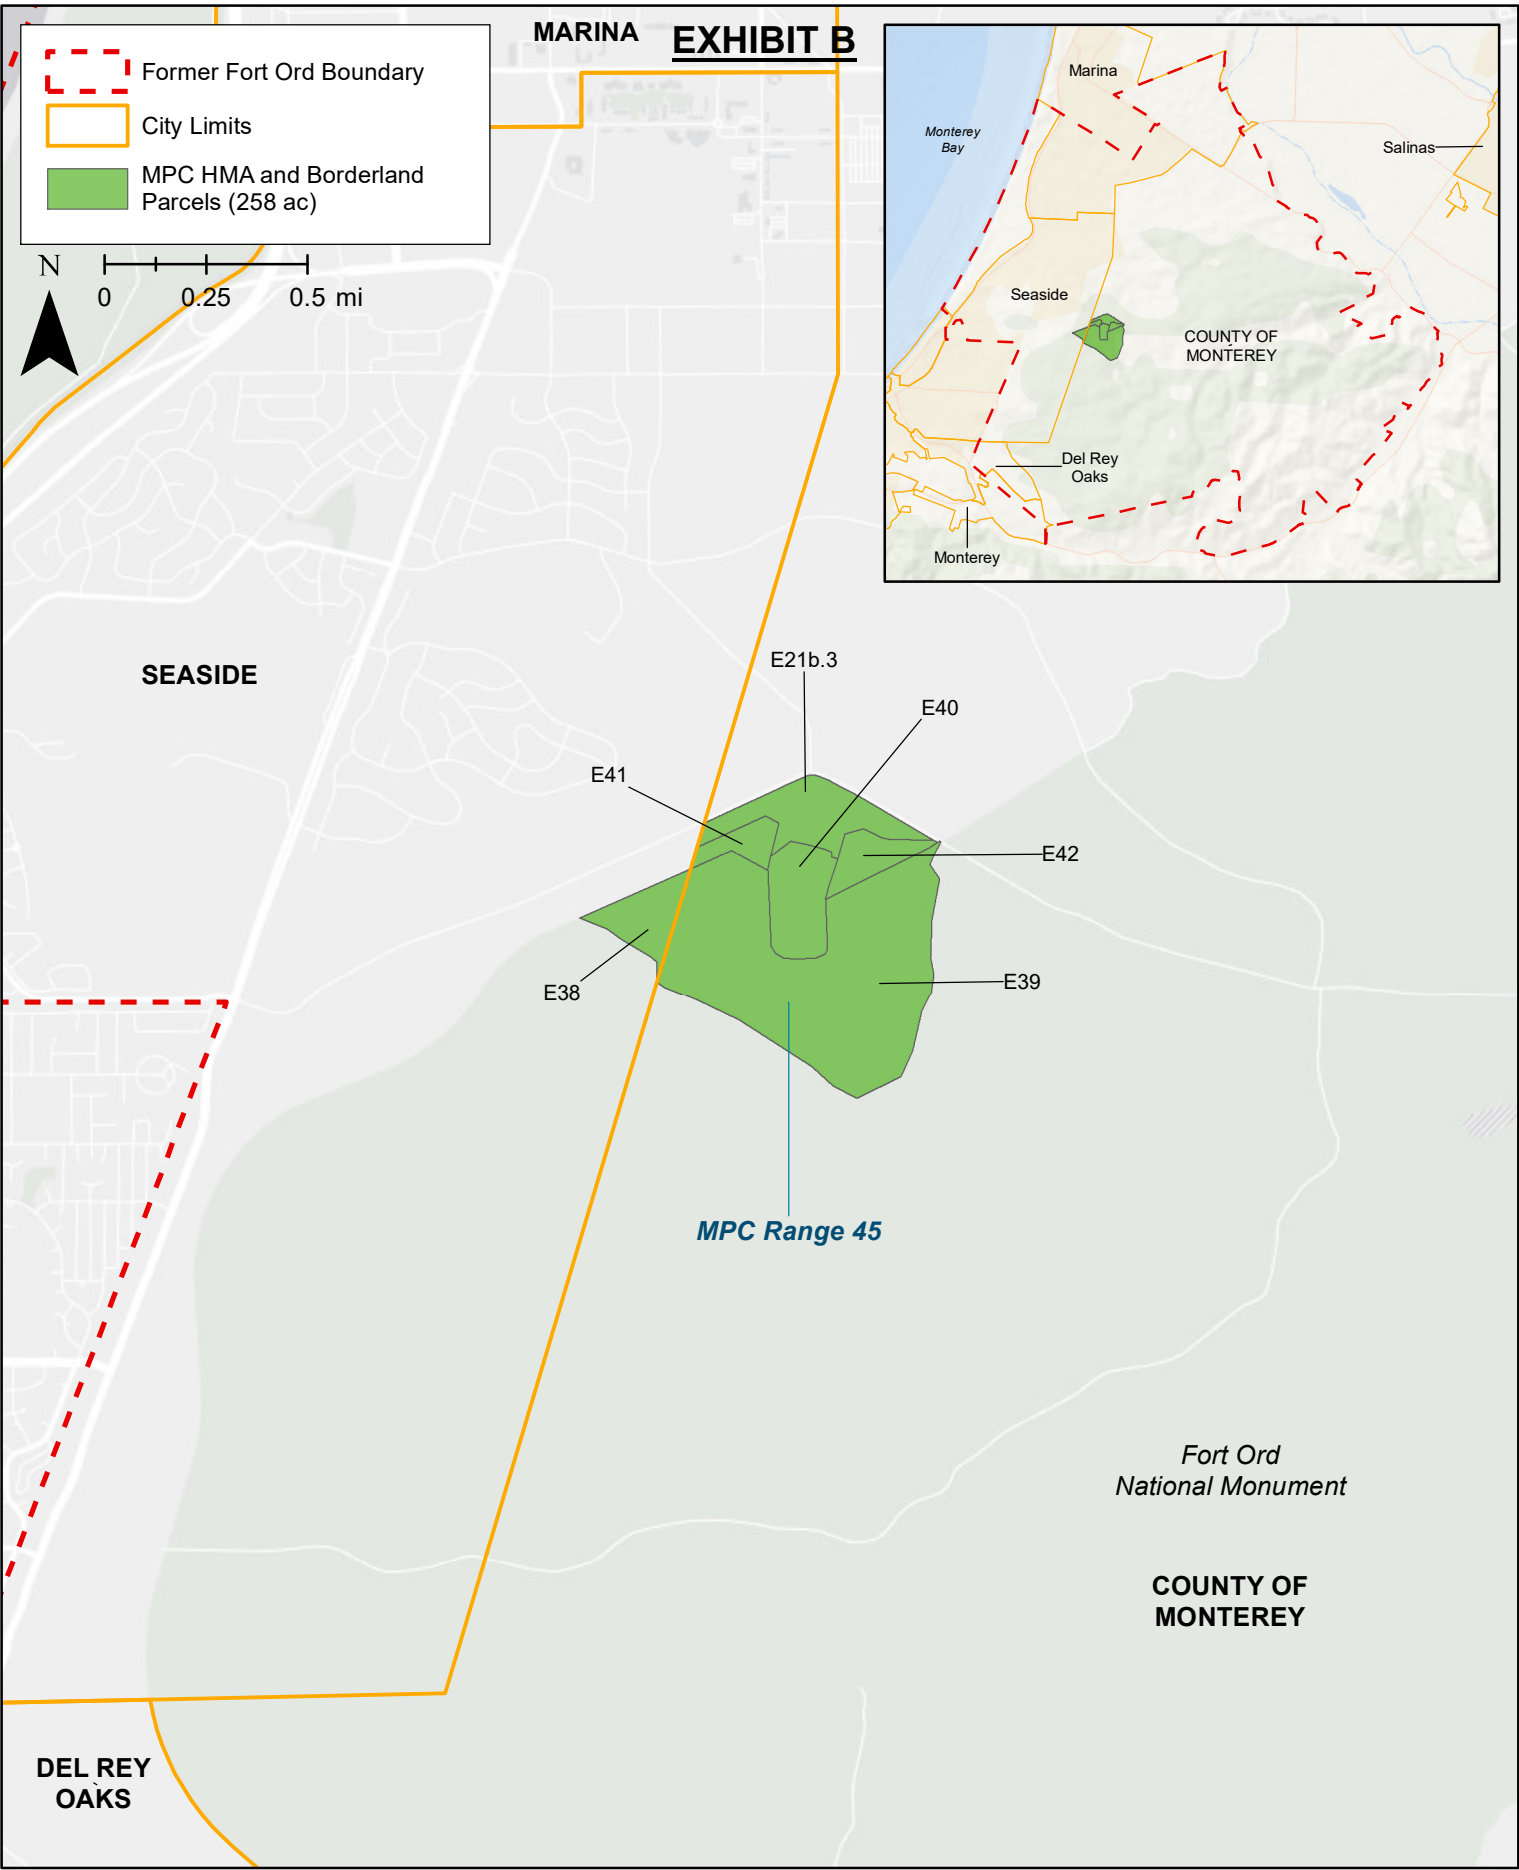 MARINA
EXHIBIT B
Former Fort Ord Boundary
City Limits
MPC HMA and Borderland
Parcels (258 ac)
N
0 0.25 0.5 mi
Marina
Monterey
Bay
Salinas
Seaside
COUNTY OF
MONTEREY
Del Rey
Oaks
Monterey
SEASIDE
E21b.3
E40
E41
E42
E38
E39
MPC Range 45
Fort Ord
National Monument
COUNTY OF
MONTEREY
DEL REY
OAKS